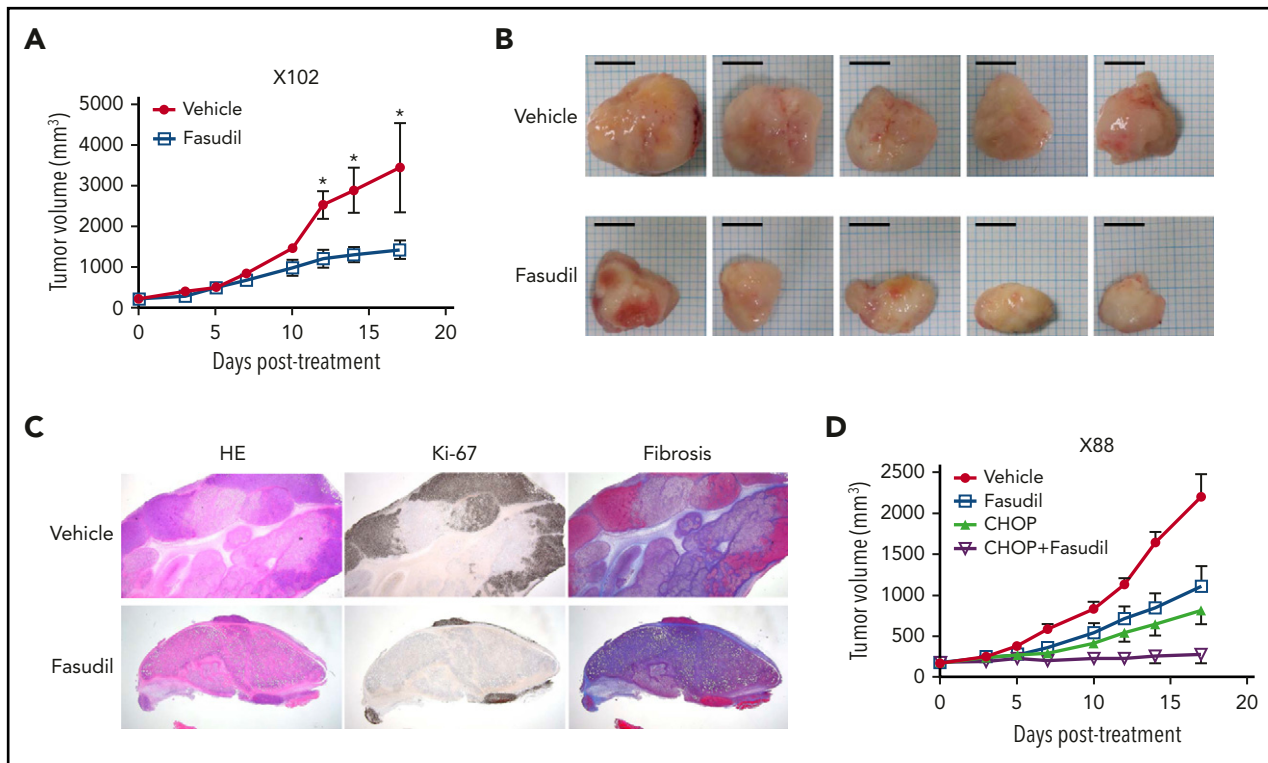 A
X102
Tumor volume (mm³)
5000
4000
3000
2000
1000
0
Vehicle
Fasudil
*
*
*
0
5
10
15
20
Days post-treatment
B
Vehicle
Fasudil
C
HE
Ki-67
Fibrosis
Vehicle
Fasudil
D
X88
Tumor volume (mm³)
2500
2000
1500
1000
500
0
Vehicle
Fasudil
CHOP
CHOP+Fasudil
0
5
10
15
20
Days post-treatment